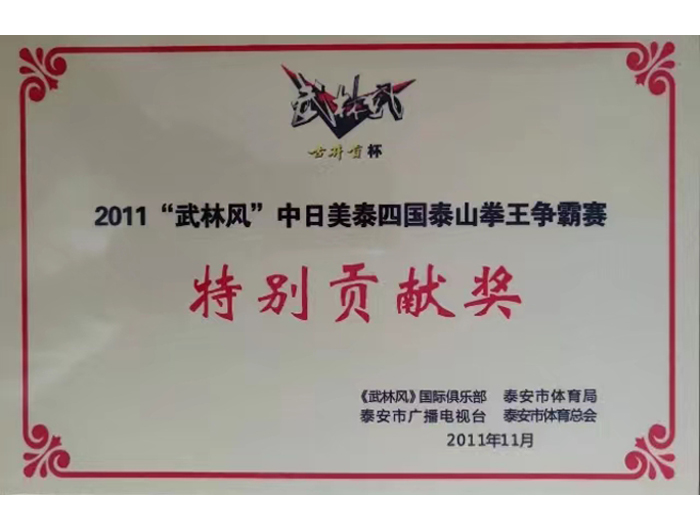 武林风
杯
2011“武林风”中日美泰四国泰山拳王争霸赛
特别贡献奖
《武林风》国际俱乐部 泰安市体育局
泰安市广播电视台 泰安市体育总会
2011年11月